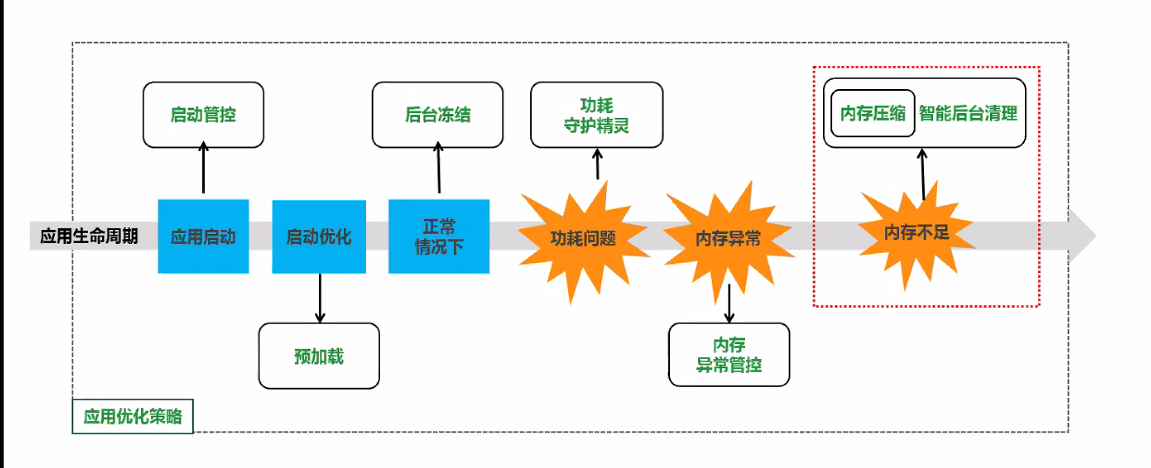 启动管控
后台冻结
功耗
守护精灵
内存压缩
智能后台清理
应用生命周期
应用启动
启动优化
正常
情况下
功耗问题
内存异常
内存不足
预加载
内存
异常管控
应用优化策略